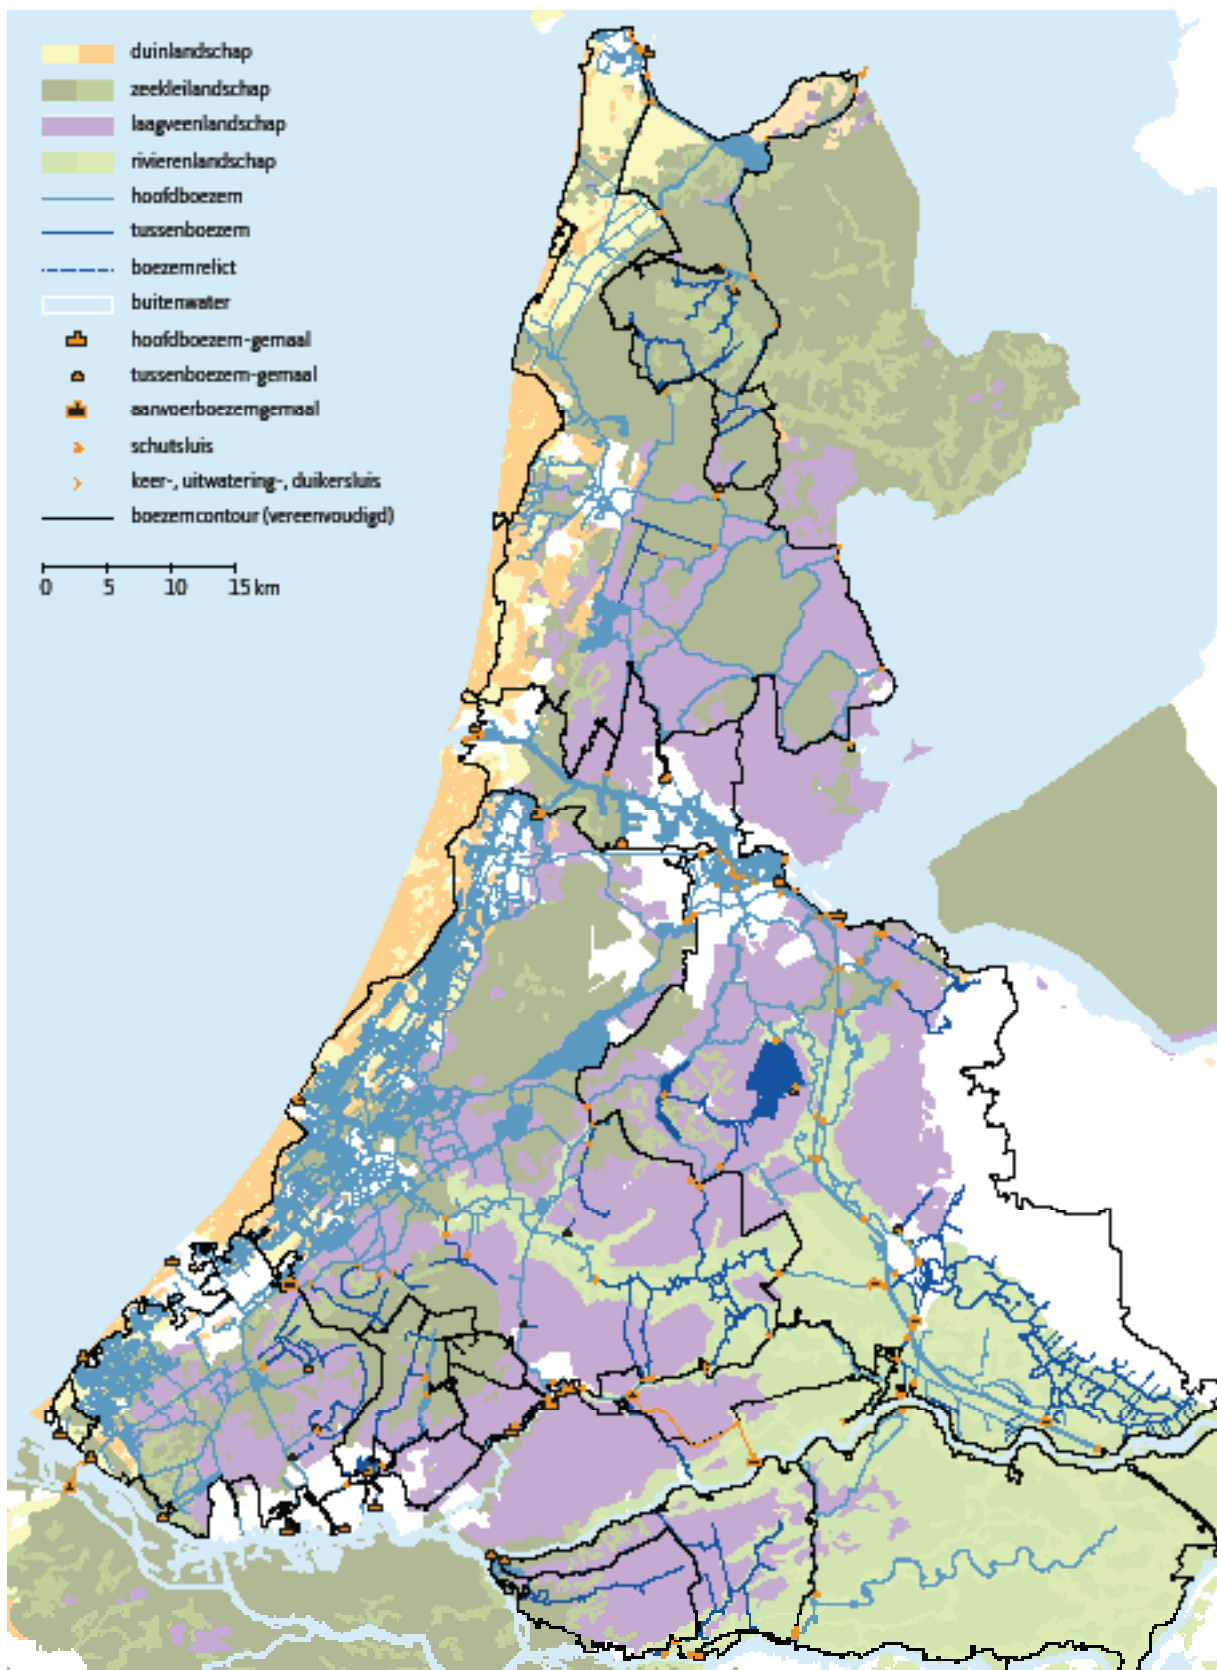 duinlandschap
zeekleilandschap
laagveenlandschap
rivierenlandschap
hoofdboezem
tussenboezem
boezemrelict
buitenwater
hoofdboezem-gemaal
tussenboezem-gemaal
aanvoerboezemgemaal
schutsluis
keer-, uitwatering-, duikersluis
boezemcontour (vereenvoudigd)
0 5 10 15 km